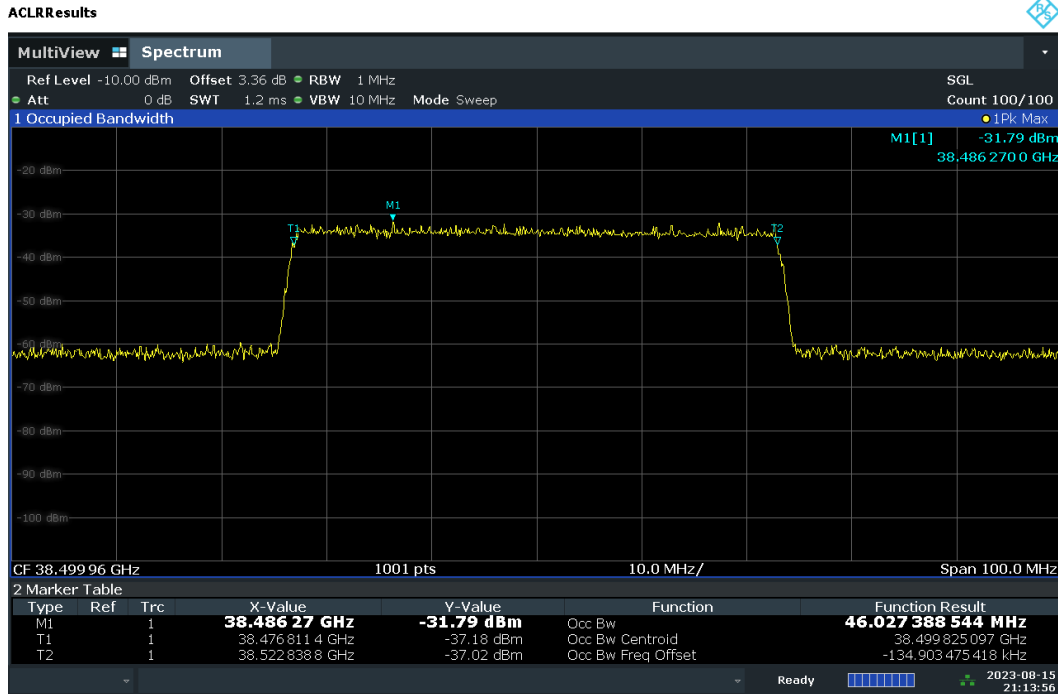 ACLRResults
R&S
MultiView Spectrum
Ref Level -10.00 dBm Offset 3.36 dB RBW 1 MHz SGL
Att 0 dB SWT 1.2 ms VBW 10 MHz Mode Sweep Count 100/100
1 Occupied Bandwidth 1Pk Max
M1[1] -31.79 dBm
38.486 270 0 GHz
-20 dBm
M1
-30 dBm
T1 T2
-40 dBm
-50 dBm
-60 dBm
-70 dBm
-80 dBm
-90 dBm
-100 dBm
CF 38.499 96 GHz 1001 pts 10.0 MHz/ Span 100.0 MHz
2 Marker Table
Type Ref Trc X-Value Y-Value Function Function Result
M1 1 38.486 27 GHz -31.79 dBm Occ Bw 46.027 388 544 MHz
T1 1 38.476 811 4 GHz -37.18 dBm Occ Bw Centroid 38.499 825 097 GHz
T2 1 38.522 838 8 GHz -37.02 dBm Occ Bw Freq Offset -134.903 475 418 kHz
Ready 2023-08-15
21:13:56